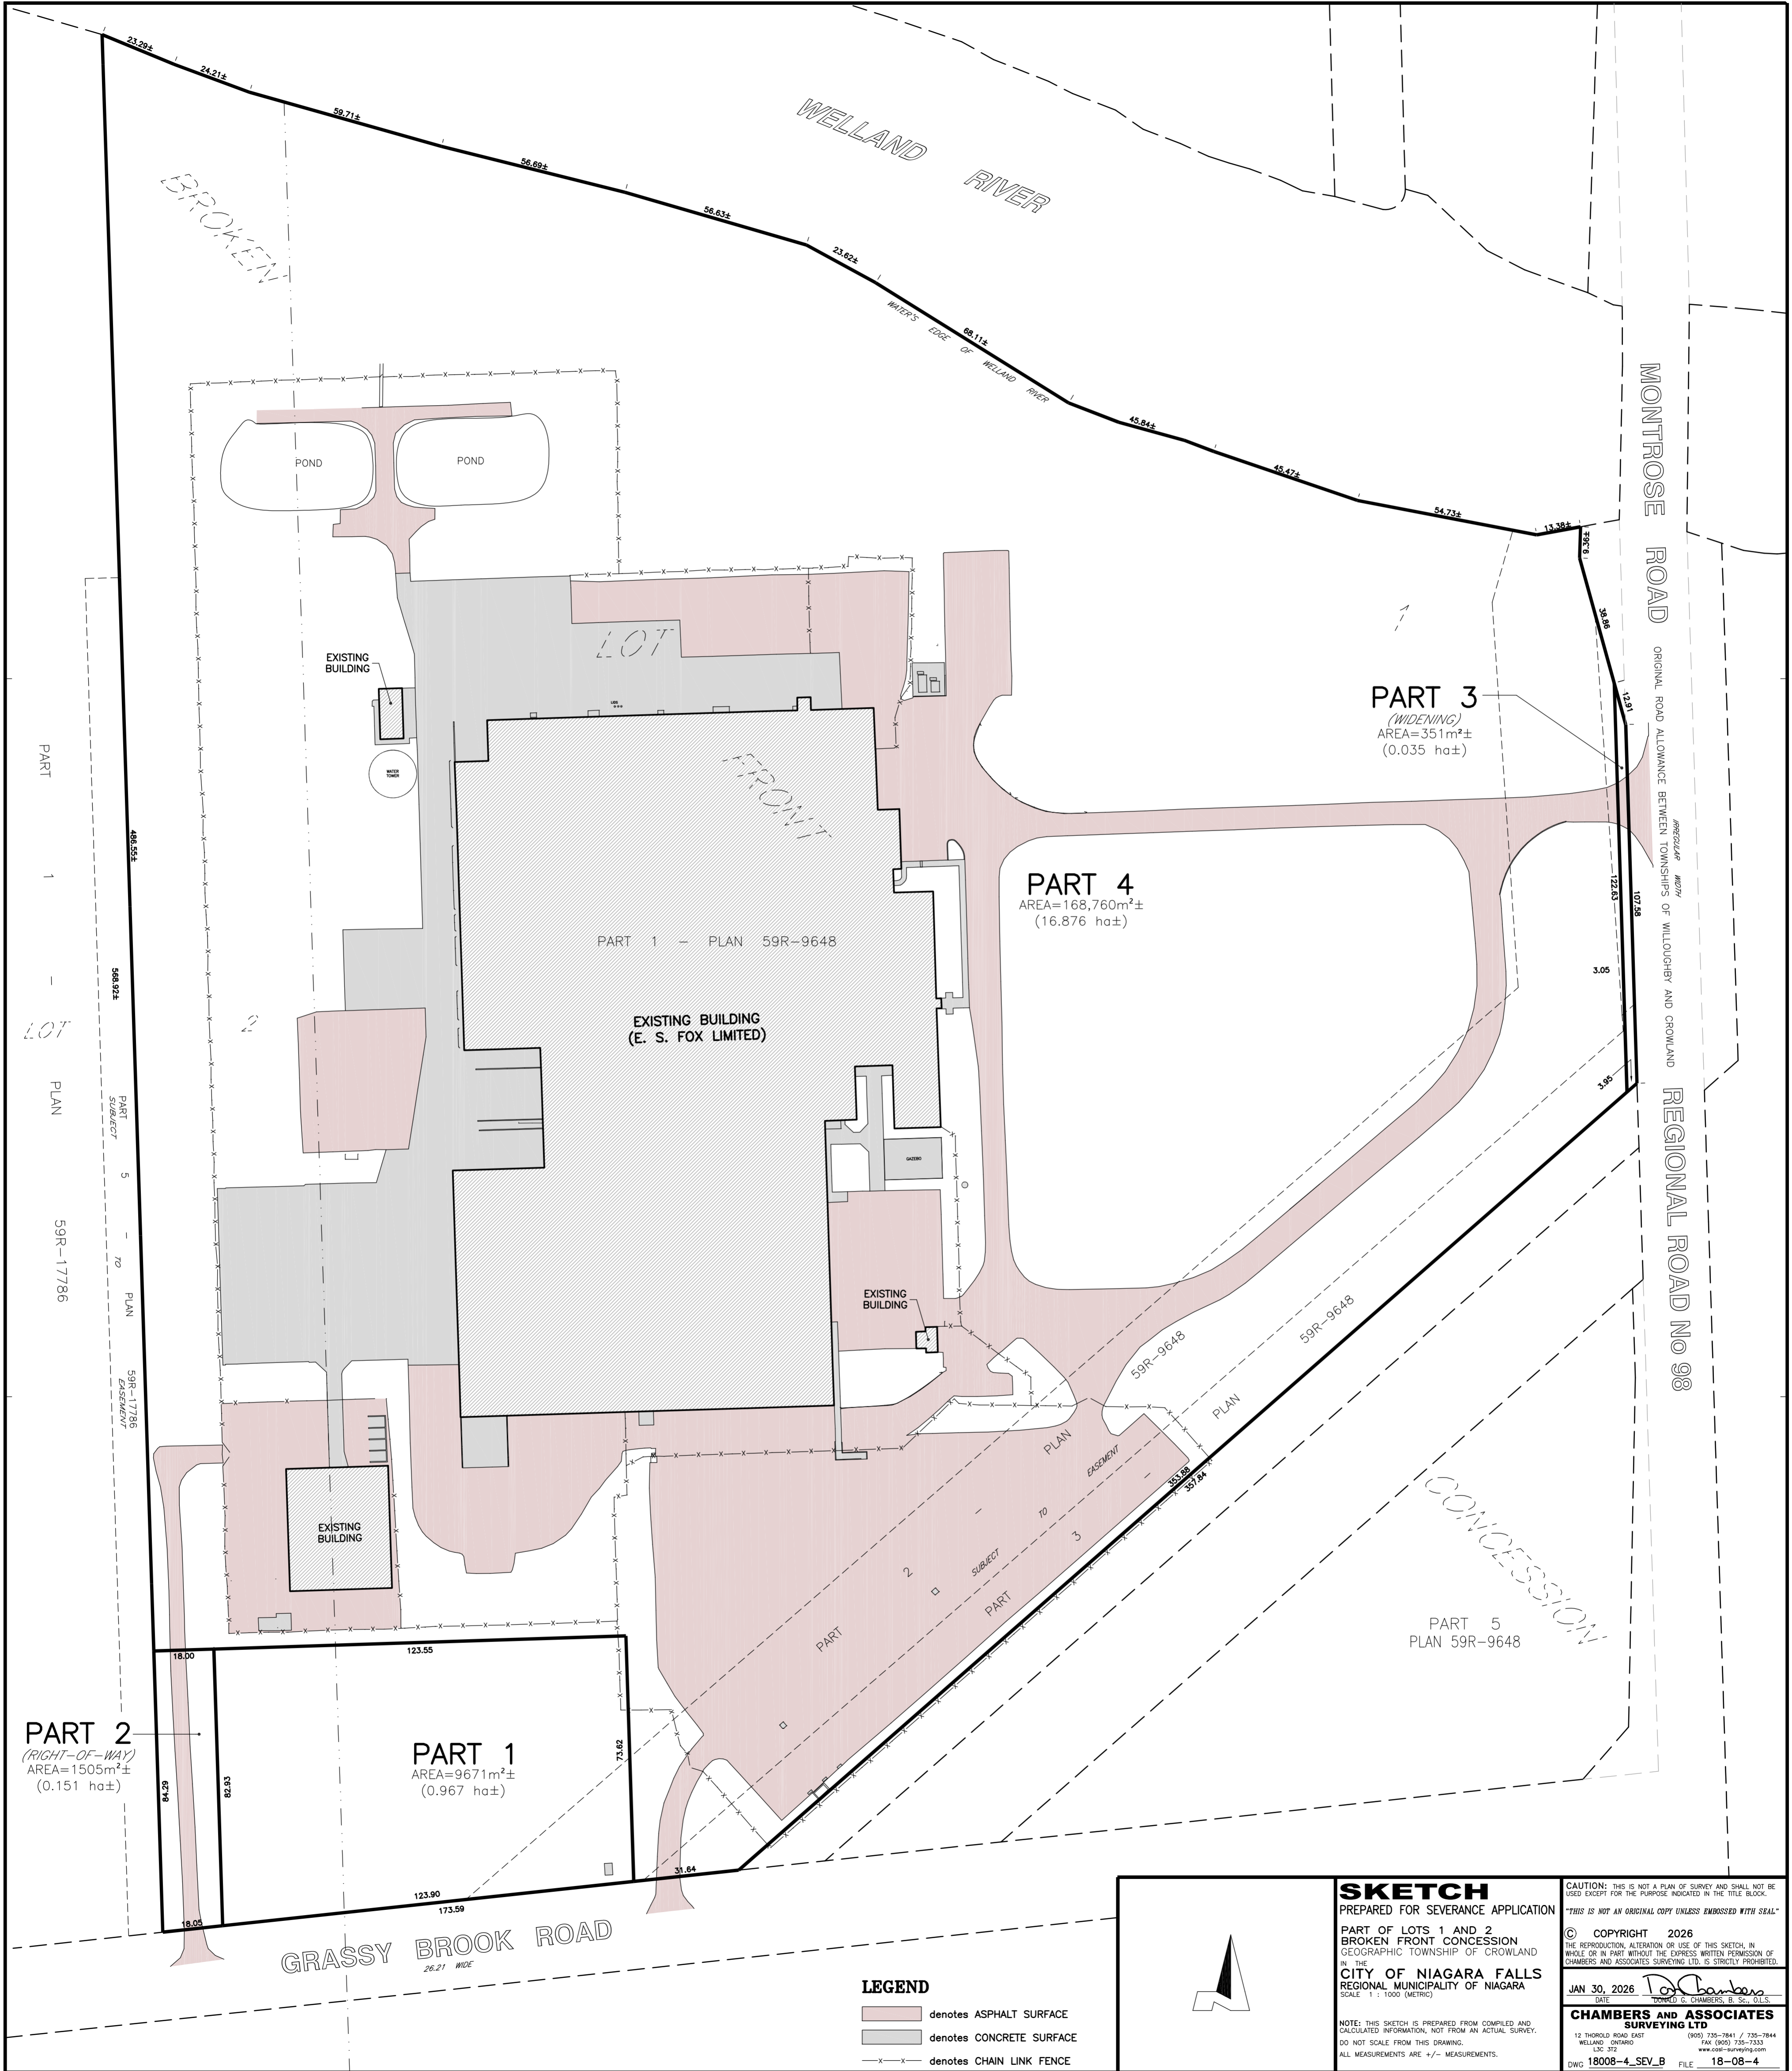 23.29±
24.21±
59.71±
56.69±
56.63±
23.62±
68.11±
45.84±
45.47±
54.73±
13.38±
9.36±
38.86
12.91
WELLAND RIVER
WATER'S EDGE OF WELLAND RIVER
BROKEN
FRONT
CONCESSION
LOT
1
2
LOT
POND
POND
EXISTING
BUILDING
WATER
TOWER
PART 1 – PLAN 59R-9648
EXISTING BUILDING
(E. S. FOX LIMITED)
GAZEBO
EXISTING
BUILDING
EXISTING
BUILDING
PART 3
(WIDENING)
AREA=351m²±
(0.035 ha±)
PART 4
AREA=168,760m²±
(16.876 ha±)
MONTROSE ROAD
ORIGINAL ROAD ALLOWANCE BETWEEN TOWNSHIPS OF WILLOUGHBY AND CROWLAND
IRREGULAR WIDTH
REGIONAL ROAD No 98
122.63
107.58
3.05
3.95
PART 1 – PLAN 59R-17786
486.55±
568.92±
PART 5 – PLAN 59R-17786
SUBJECT TO EASEMENT
PART 2 – PLAN 59R-9648
SUBJECT TO EASEMENT
PART 3 – PLAN 59R-9648
353.88
357.84
PART 5
PLAN 59R-9648
18.00
123.55
PART 2
(RIGHT-OF-WAY)
AREA=1505m²±
(0.151 ha±)
84.29
82.93
PART 1
AREA=9671m²±
(0.967 ha±)
73.62
31.64
123.90
173.59
18.05
GRASSY BROOK ROAD
26.21 WIDE
LEGEND
denotes ASPHALT SURFACE
denotes CONCRETE SURFACE
denotes CHAIN LINK FENCE
SKETCH
PREPARED FOR SEVERANCE APPLICATION
PART OF LOTS 1 AND 2
BROKEN FRONT CONCESSION
GEOGRAPHIC TOWNSHIP OF CROWLAND
IN THE
CITY OF NIAGARA FALLS
REGIONAL MUNICIPALITY OF NIAGARA
SCALE 1 : 1000 (METRIC)
NOTE: THIS SKETCH IS PREPARED FROM COMPILED AND
CALCULATED INFORMATION, NOT FROM AN ACTUAL SURVEY.
DO NOT SCALE FROM THIS DRAWING.
ALL MEASUREMENTS ARE +/- MEASUREMENTS.
CAUTION: THIS IS NOT A PLAN OF SURVEY AND SHALL NOT BE
USED EXCEPT FOR THE PURPOSE INDICATED IN THE TITLE BLOCK.
"THIS IS NOT AN ORIGINAL COPY UNLESS EMBOSSED WITH SEAL"
© COPYRIGHT 2026
THE REPRODUCTION, ALTERATION OR USE OF THIS SKETCH, IN
WHOLE OR IN PART WITHOUT THE EXPRESS WRITTEN PERMISSION OF
CHAMBERS AND ASSOCIATES SURVEYING LTD. IS STRICTLY PROHIBITED.
JAN 30, 2026
DATE
DONALD G. CHAMBERS, B. Sc., O.L.S.
CHAMBERS AND ASSOCIATES
SURVEYING LTD
12 THOROLD ROAD EAST
WELLAND ONTARIO
L3C 3T2
(905) 735-7841 / 735-7844
FAX (905) 735-7333
www.casl-surveying.com
DWG 18008-4_SEV_B FILE 18-08-4